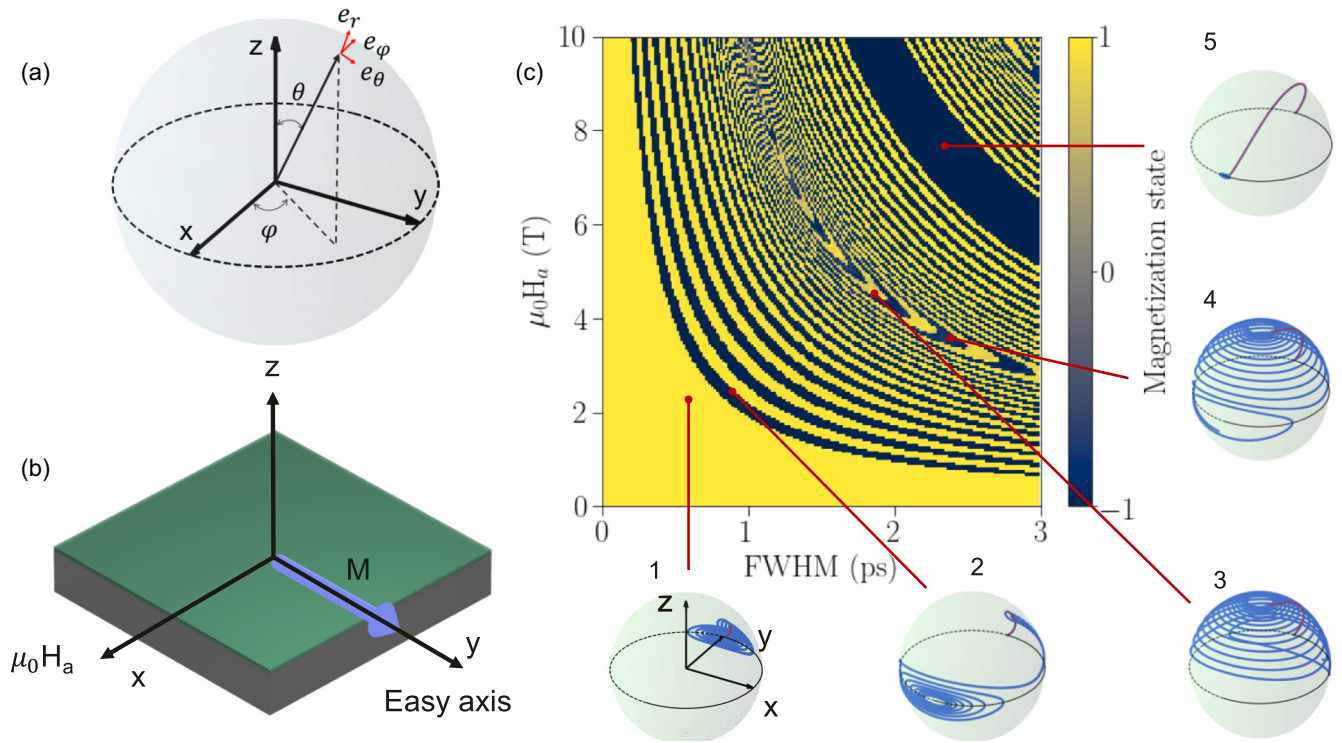 (a)
z
e_r
e_φ
e_θ
θ
x
y
φ
(b)
z
M
μ₀Hₐ
x
y
Easy axis
(c)
10
8
6
4
2
0
μ₀Hₐ (T)
0
1
2
3
FWHM (ps)
1
0
−1
Magnetization state
5
4
1
z
y
x
2
3